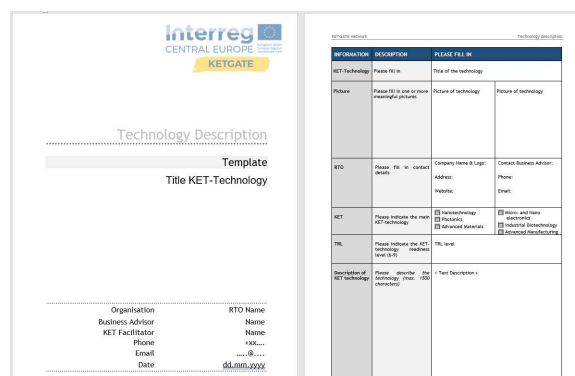 Interreg
CENTRAL EUROPE
KETGATE
Technology Description
Template
Title KET-Technology
Organisation RTO Name
Business Advisor Name
KET Facilitator Name
Phone +xx....
Email .....@....
Date dd.mm.yyyy
KETGATE Network Technology description
INFORMATION DESCRIPTION PLEASE FILL IN
KET-Technology Please fill in Title of the technology
Picture Please fill in one or more Picture of technology Picture of technology
meaningful pictures
RTO Please fill in contact Company Name & Logo: Contact Business Advisor:
details
Address: Phone:
Website: Email:
KET Please indicate the main Nanotechnology Micro- and Nano
KET-technology Photonics electronics
Advanced Materials Industrial Biotechnology
Advanced Manufacturing
TRL Please indicate the KET- TRL level
technology readiness
level (6-9)
Description of Please describe the < Text Description >
KET technology technology (max. 1500
characters)